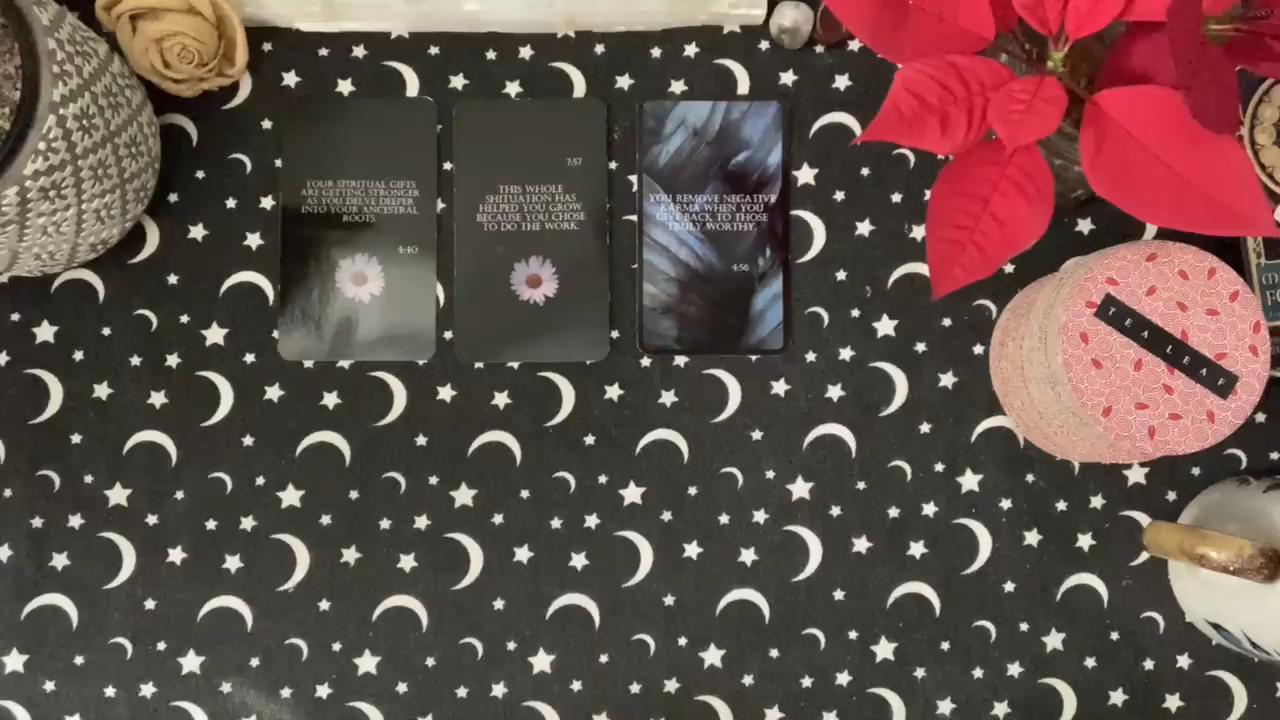 YOUR SPIRITUAL GIFTS
ARE GETTING STRONGER
AS YOU DELVE DEEPER
INTO YOUR ANCESTRAL
ROOTS.
4:40
7:57
THIS WHOLE
SHITUATION HAS
HELPED YOU GROW
BECAUSE YOU CHOSE
TO DO THE WORK.
YOU REMOVE NEGATIVE
KARMA WHEN YOU
GIVE BACK TO THOSE
TRULY WORTHY.
4:56
TEA LEAF